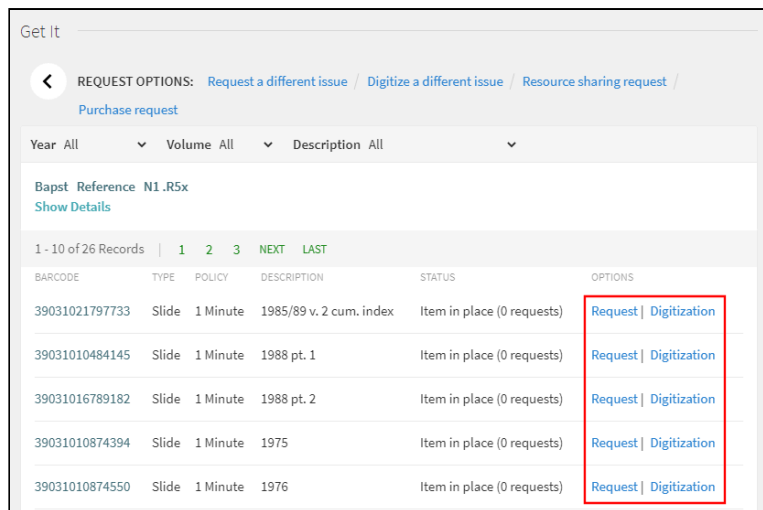 Get It
REQUEST OPTIONS: Request a different issue / Digitize a different issue / Resource sharing request /
Purchase request
Year All Volume All Description All
Bapst Reference N1 .R5x
Show Details
1 - 10 of 26 Records | 1 2 3 NEXT LAST
BARCODE TYPE POLICY DESCRIPTION STATUS OPTIONS
39031021797733 Slide 1 Minute 1985/89 v. 2 cum. index Item in place (0 requests) Request | Digitization
39031010484145 Slide 1 Minute 1988 pt. 1 Item in place (0 requests) Request | Digitization
39031016789182 Slide 1 Minute 1988 pt. 2 Item in place (0 requests) Request | Digitization
39031010874394 Slide 1 Minute 1975 Item in place (0 requests) Request | Digitization
39031010874550 Slide 1 Minute 1976 Item in place (0 requests) Request | Digitization